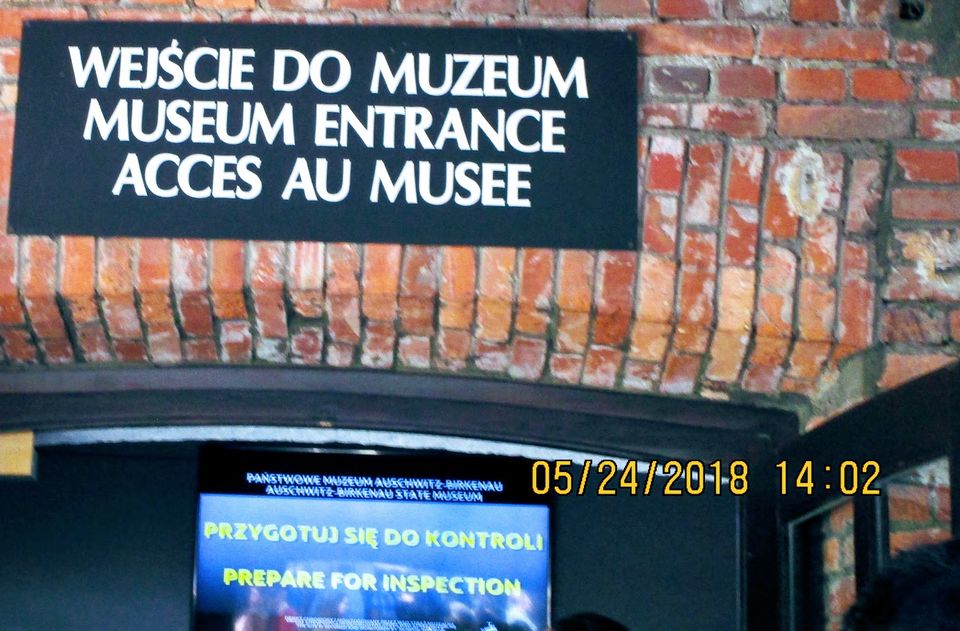 WEJŚCIE DO MUZEUM
MUSEUM ENTRANCE
ACCES AU MUSEE
PAŃSTWOWE MUZEUM AUSCHWITZ-BIRKENAU
AUSCHWITZ-BIRKENAU STATE MUSEUM
05/24/2018 14:02
PRZYGOTUJ SIĘ DO KONTROLI
PREPARE FOR INSPECTION